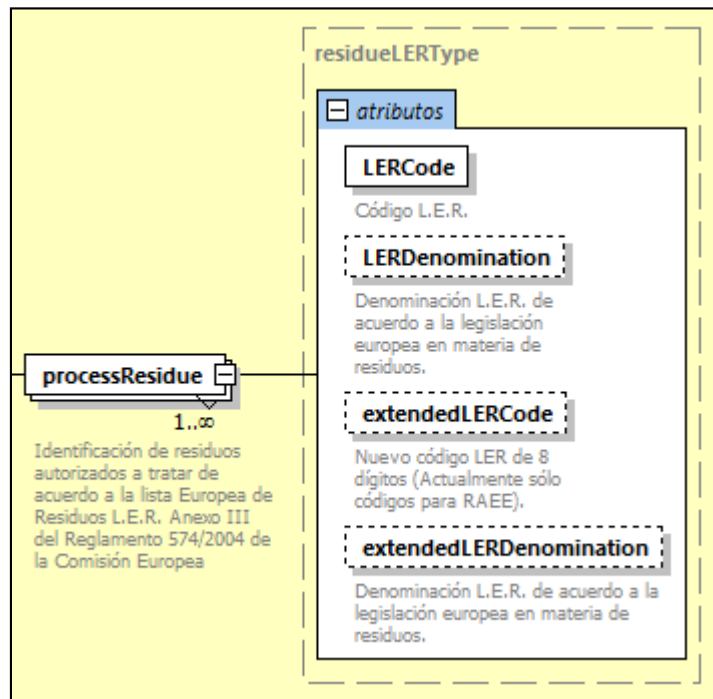 residueLERType
atributos
LERCode
Código L.E.R.
LERDenomination
Denominación L.E.R. de
acuerdo a la legislación
europea en materia de
residuos.
processResidue
1..∞
Identificación de residuos
autorizados a tratar de
acuerdo a la lista Europea de
Residuos L.E.R. Anexo III
del Reglamento 574/2004 de
la Comisión Europea
extendedLERCode
Nuevo código LER de 8
dígitos (Actualmente sólo
códigos para RAEE).
extendedLERDenomination
Denominación L.E.R. de acuerdo a la
legislación europea en materia de
residuos.